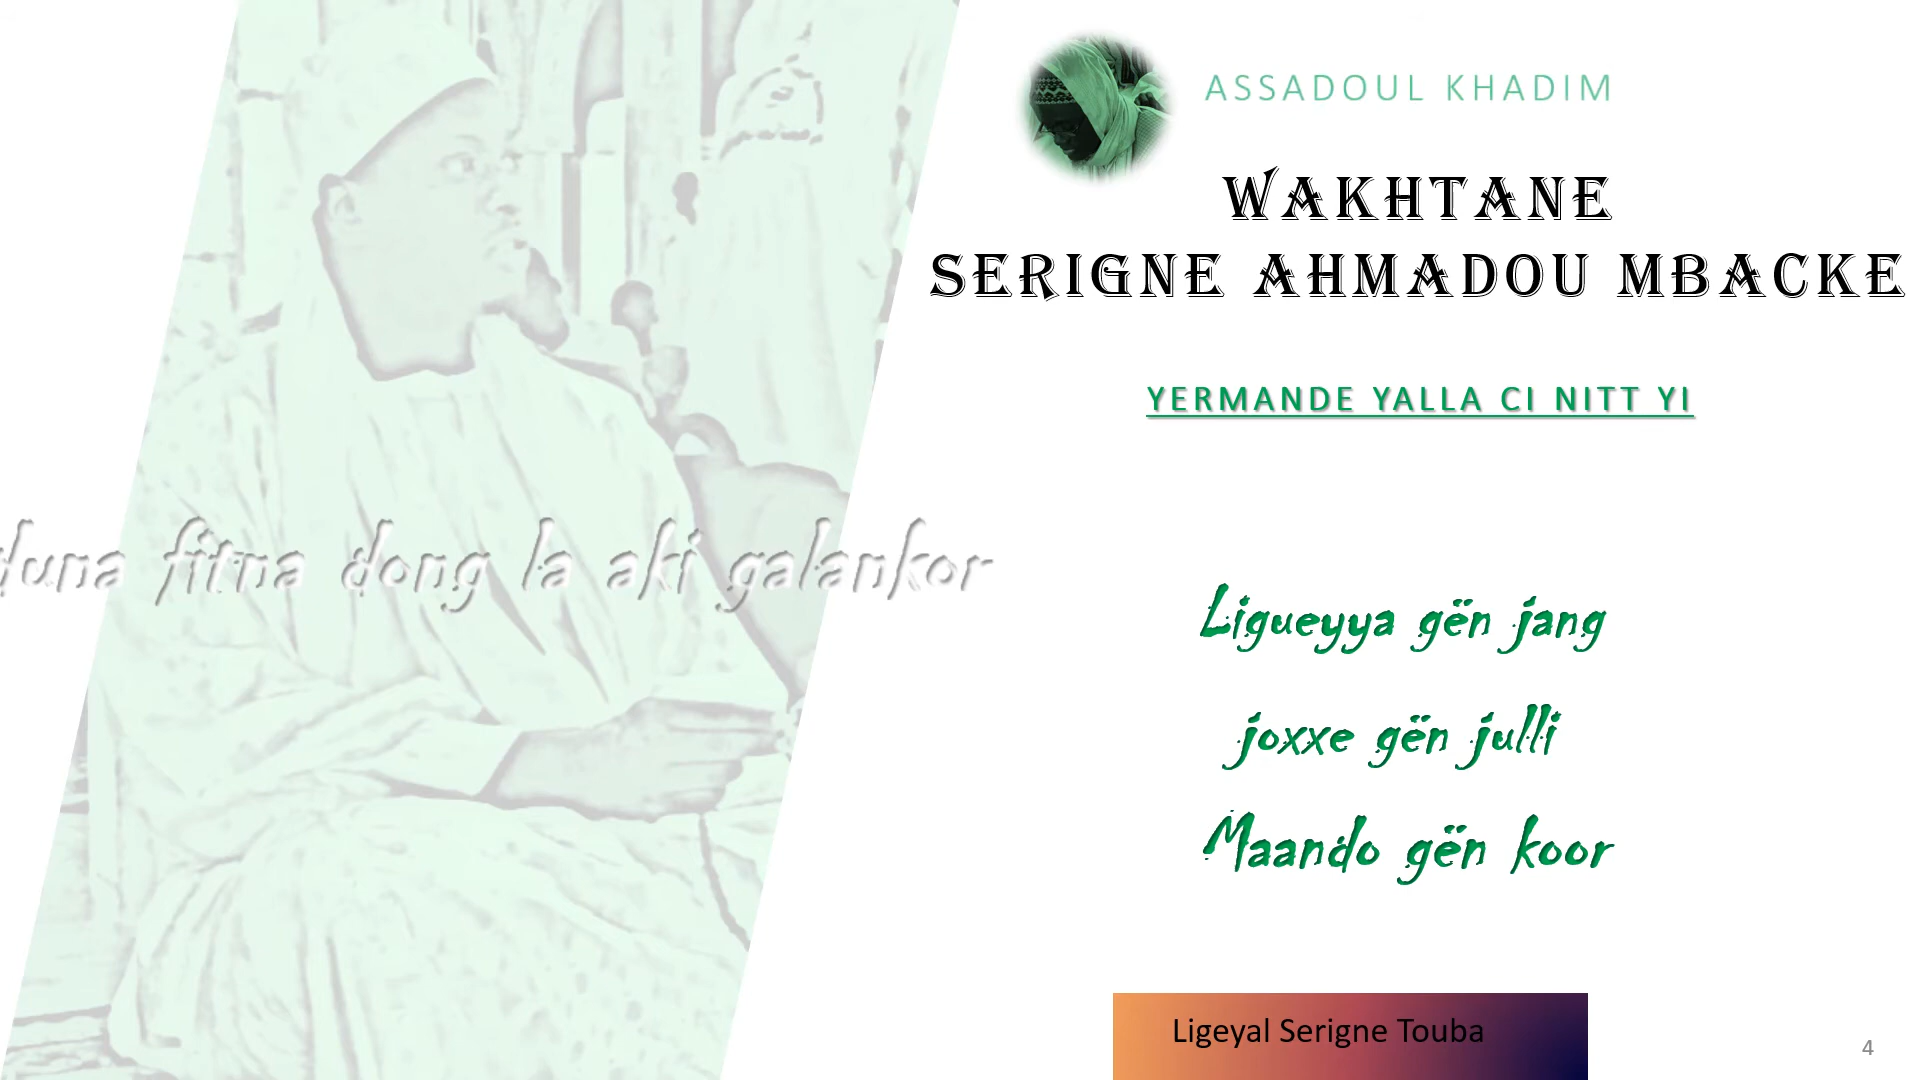 ASSADOUL KHADIM
WAKHTANE
SERIGNE AHMADOU MBACKE
YERMANDE YALLA CI NITT YI
duna fitna dong la aki galankor
Ligueyya gën jang
joxxe gën julli
Maando gën koor
Ligeyal Serigne Touba
4